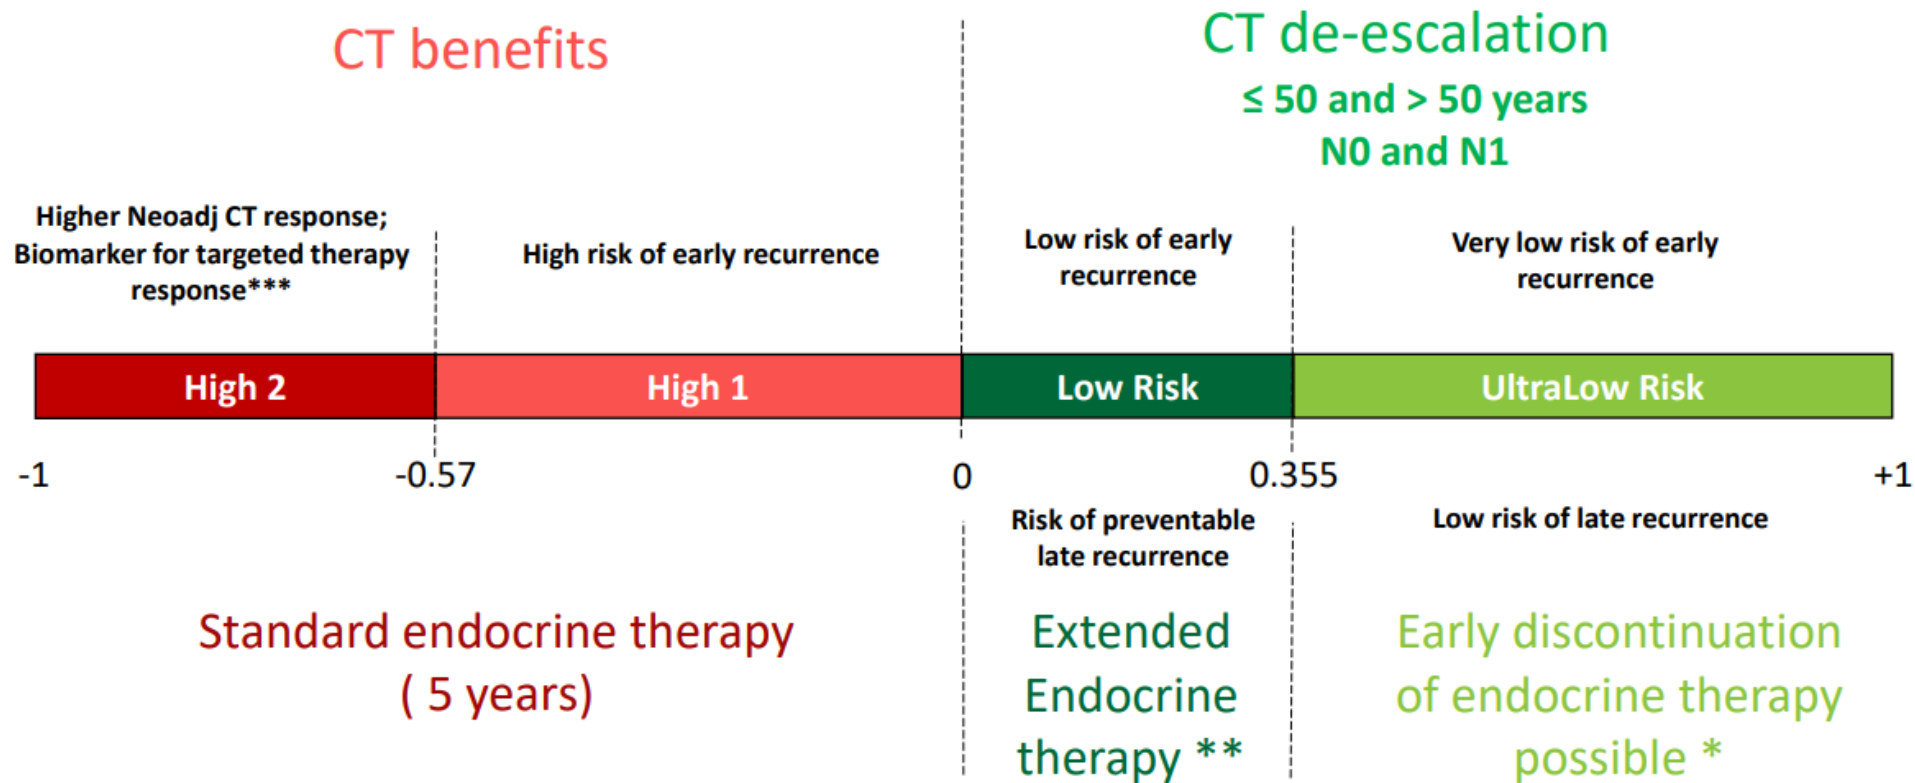 CT benefits
CT de-escalation
≤ 50 and > 50 years
N0 and N1
Higher Neoadj CT response;
Biomarker for targeted therapy
response***
High risk of early recurrence
Low risk of early
recurrence
Very low risk of early
recurrence
High 2
High 1
Low Risk
UltraLow Risk
-1
-0.57
0
0.355
+1
Risk of preventable
late recurrence
Low risk of late recurrence
Standard endocrine therapy
( 5 years)
Extended
Endocrine
therapy **
Early discontinuation
of endocrine therapy
possible *